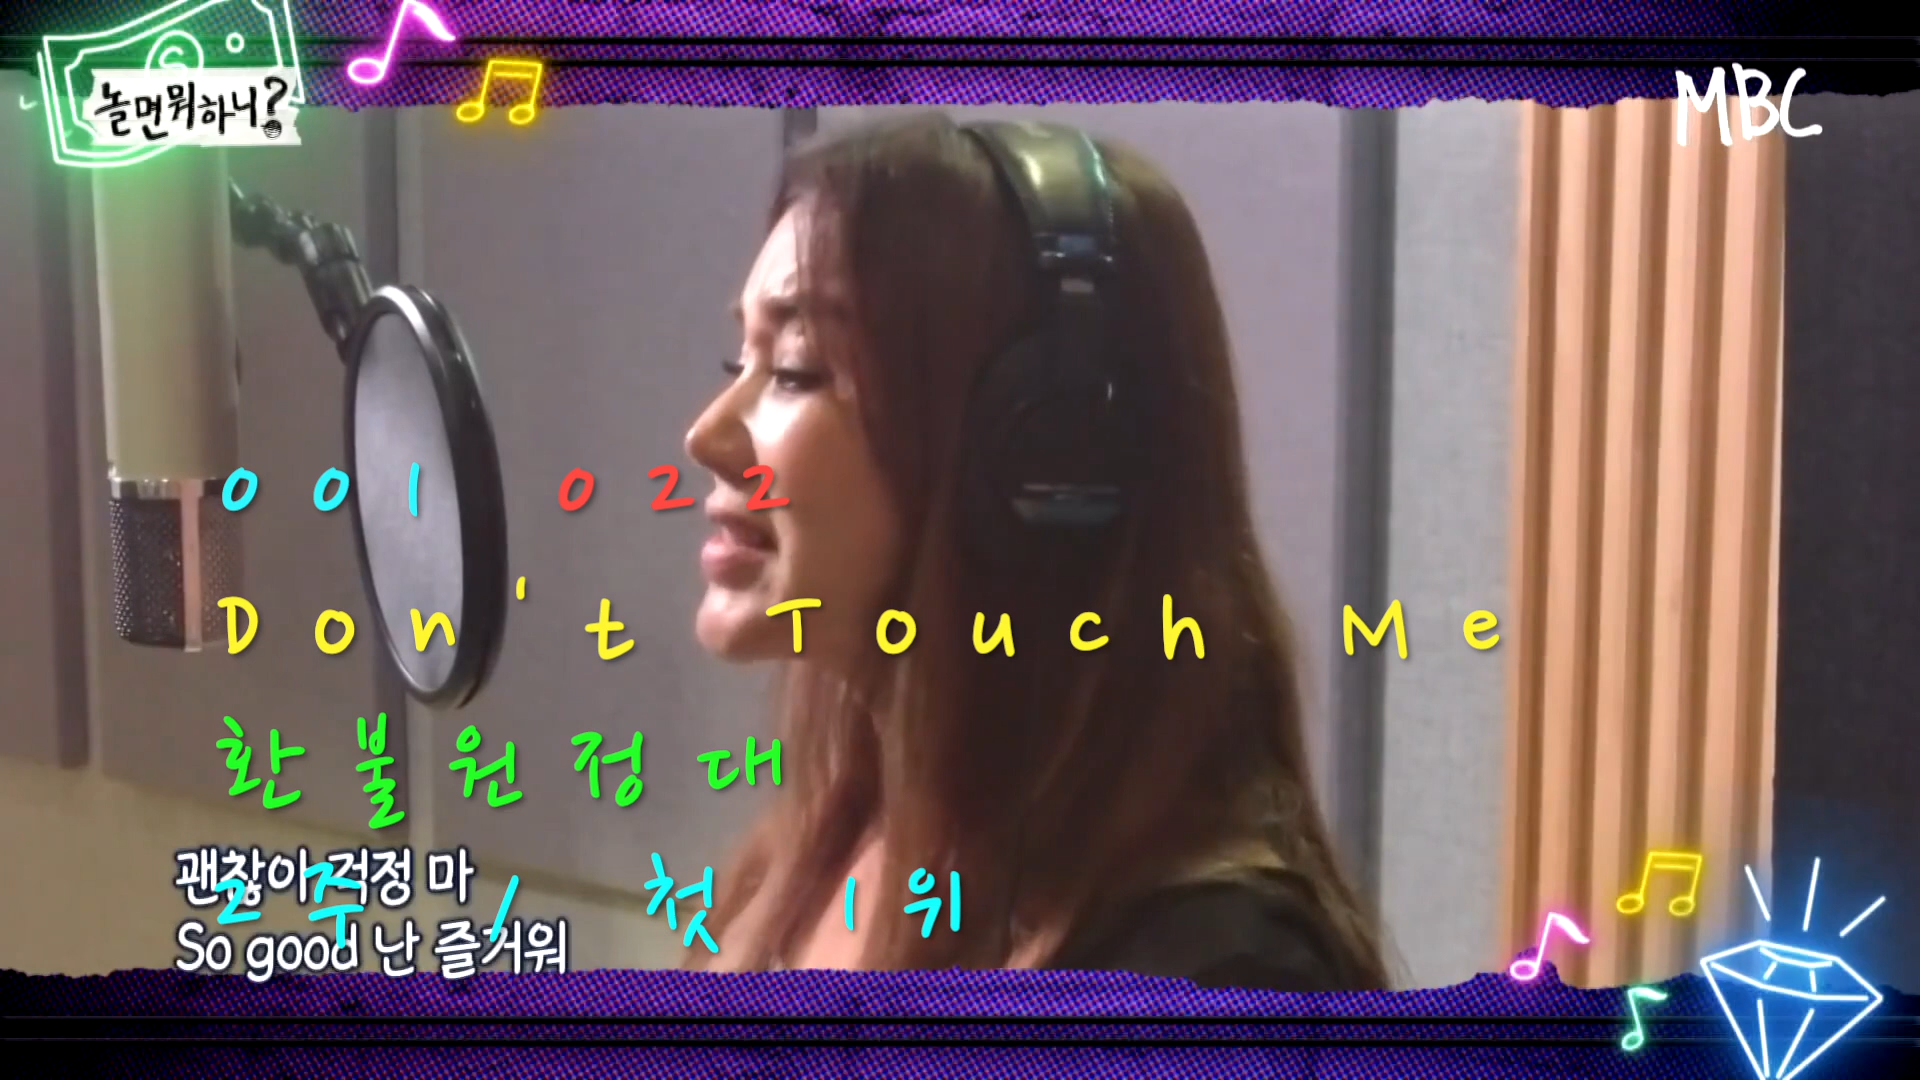 놀면뭐하니?
MBC
001 022
Don't Touch Me
환불원정대
괜찮아 걱정 마
2주 / 첫 1위
So good 난 즐거워